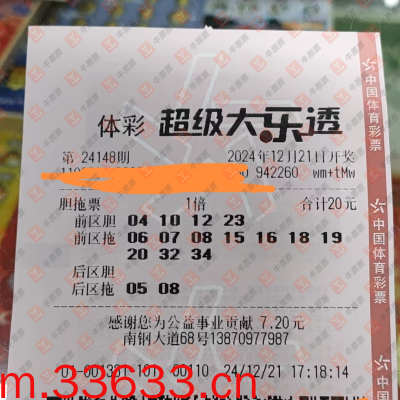 体彩 超级大乐透
第 24148期 2024年12月21日开奖
942260 wm+tMw
胆拖票 1倍 合计20元
前区胆 04 10 12 23
前区拖 06 07 08 15 16 18 19
20 32 34
后区胆
后区拖 05 08
感谢您为公益事业贡献 7.20元
南钢大道68号13870977987
01-001391-101 00110 24/12/21 17:18:14
中国体育彩票
中国体育彩票
m.33633.cn